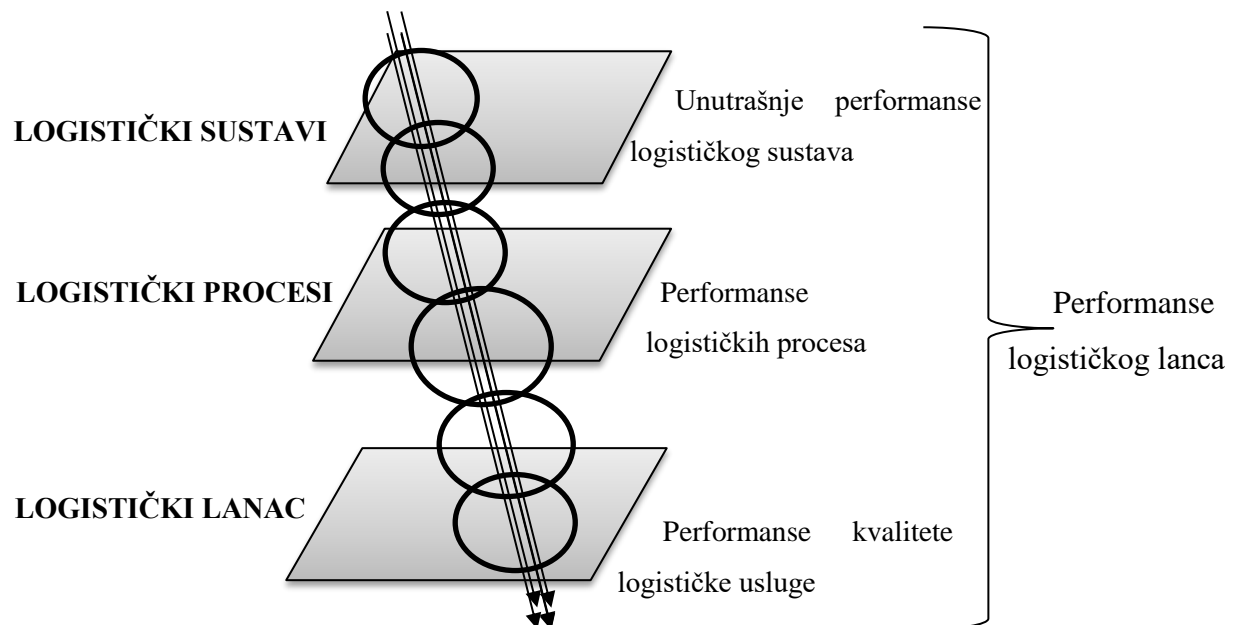 LOGISTIČKI SUSTAVI
Unutrašnje performanse
logističkog sustava
LOGISTIČKI PROCESI
Performanse
logističkih procesa
Performanse
logističkog lanca
LOGISTIČKI LANAC
Performanse kvalitete
logističke usluge